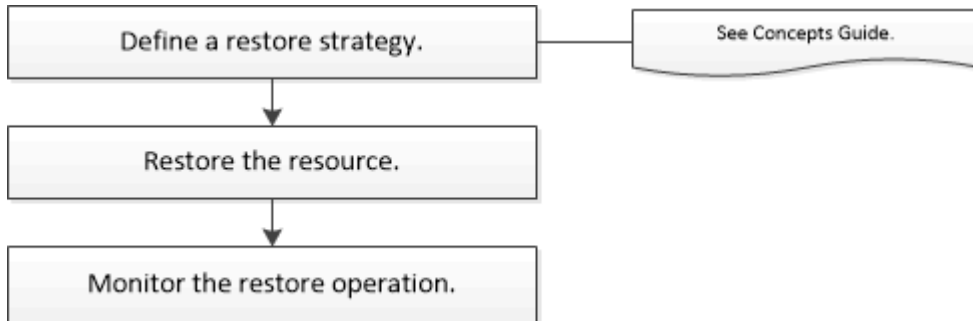 Define a restore strategy.
See Concepts Guide.
Restore the resource.
Monitor the restore operation.